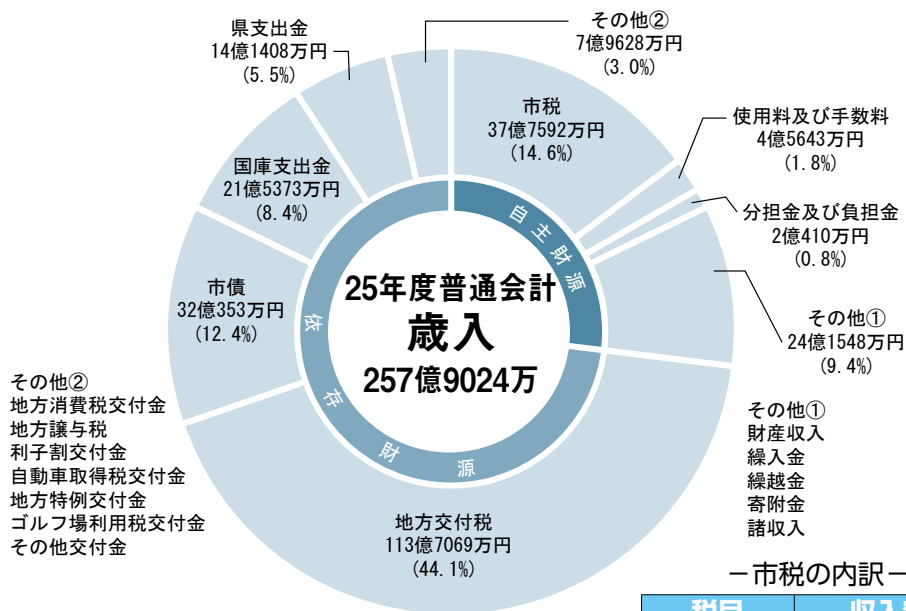 県支出金
14億1408万円
(5.5%)
その他②
7億9628万円
(3.0%)
市税
37億7592万円
(14.6%)
使用料及び手数料
4億5643万円
(1.8%)
国庫支出金
21億5373万円
(8.4%)
分担金及び負担金
2億410万円
(0.8%)
自主財源
市債
32億353万円
(12.4%)
25年度普通会計
歳入
257億9024万
その他①
24億1548万円
(9.4%)
依存財源
その他②
地方消費税交付金
地方譲与税
利子割交付金
自動車取得税交付金
地方特例交付金
ゴルフ場利用税交付金
その他交付金
その他①
財産収入
繰入金
繰越金
寄附金
諸収入
地方交付税
113億7069万円
(44.1%)
－市税の内訳－
税目
収入